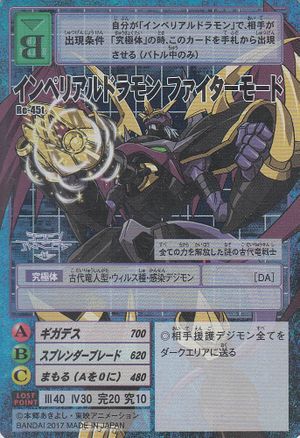 B
自分が「インペリアルドラモン」で、相手が
出現条件
「究極体」の時、このカードを手札から出現
させる(バトル中のみ)
インペリアルドラモン ファイターモード
Bc-451
全ての力を解放した謎の古代竜戦士
究極体
古代竜人型・ウィルス種・感染デジモン
[DA]
A ギガデス 700
B スプレンダーブレード 620
C まもる(Aを0に) 480
◎相手援護デジモン全てを
ダークエリアに送る
LOST POINT
Ⅲ40 Ⅳ30 完20 究10
©本郷あきよし・東映アニメーション
BANDAI 2017 MADE IN JAPAN